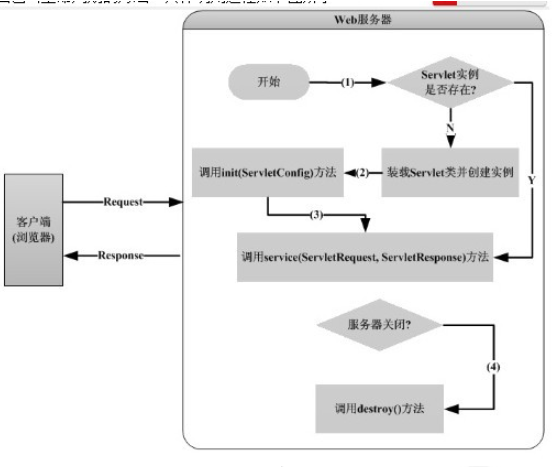 Web服务器
开始
(1)
Servlet实例
是否存在?
N
Y
调用init(ServletConfig)方法
(2)
装载Servlet类并创建实例
(3)
客户端
(浏览器)
Request
Response
调用service(ServletRequest, ServletResponse)方法
服务器关闭?
(4)
调用destroy()方法